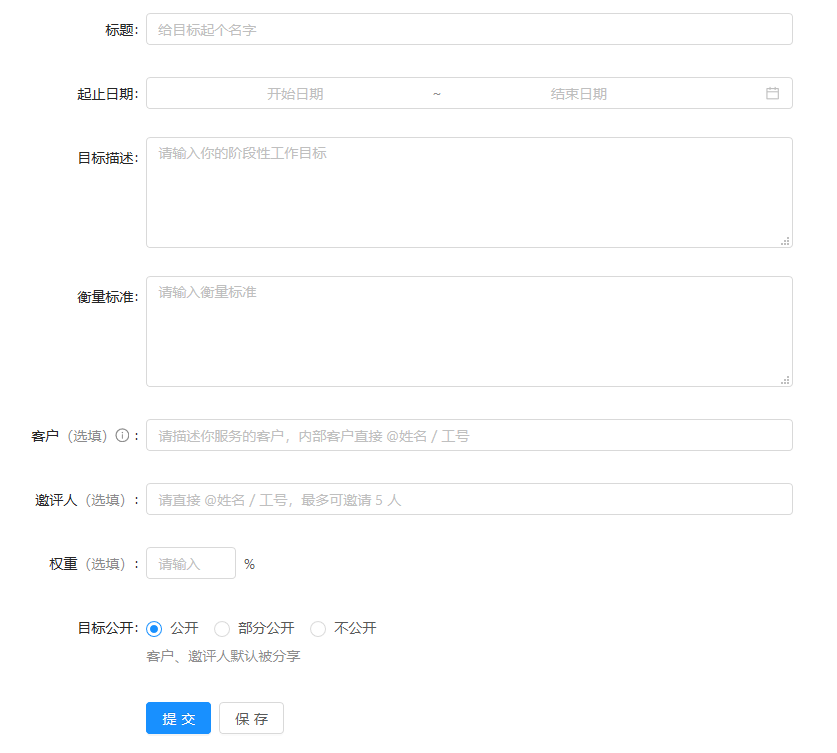 标题: 给目标起个名字
起止日期: 开始日期 ~ 结束日期
目标描述: 请输入你的阶段性工作目标
衡量标准: 请输入衡量标准
客户（选填） : 请描述你服务的客户，内部客户直接 @姓名 / 工号
邀评人（选填） : 请直接 @姓名 / 工号，最多可邀请 5 人
权重（选填） : 请输入 %
目标公开: 公开 部分公开 不公开
客户、邀评人默认被分享
提 交 保 存